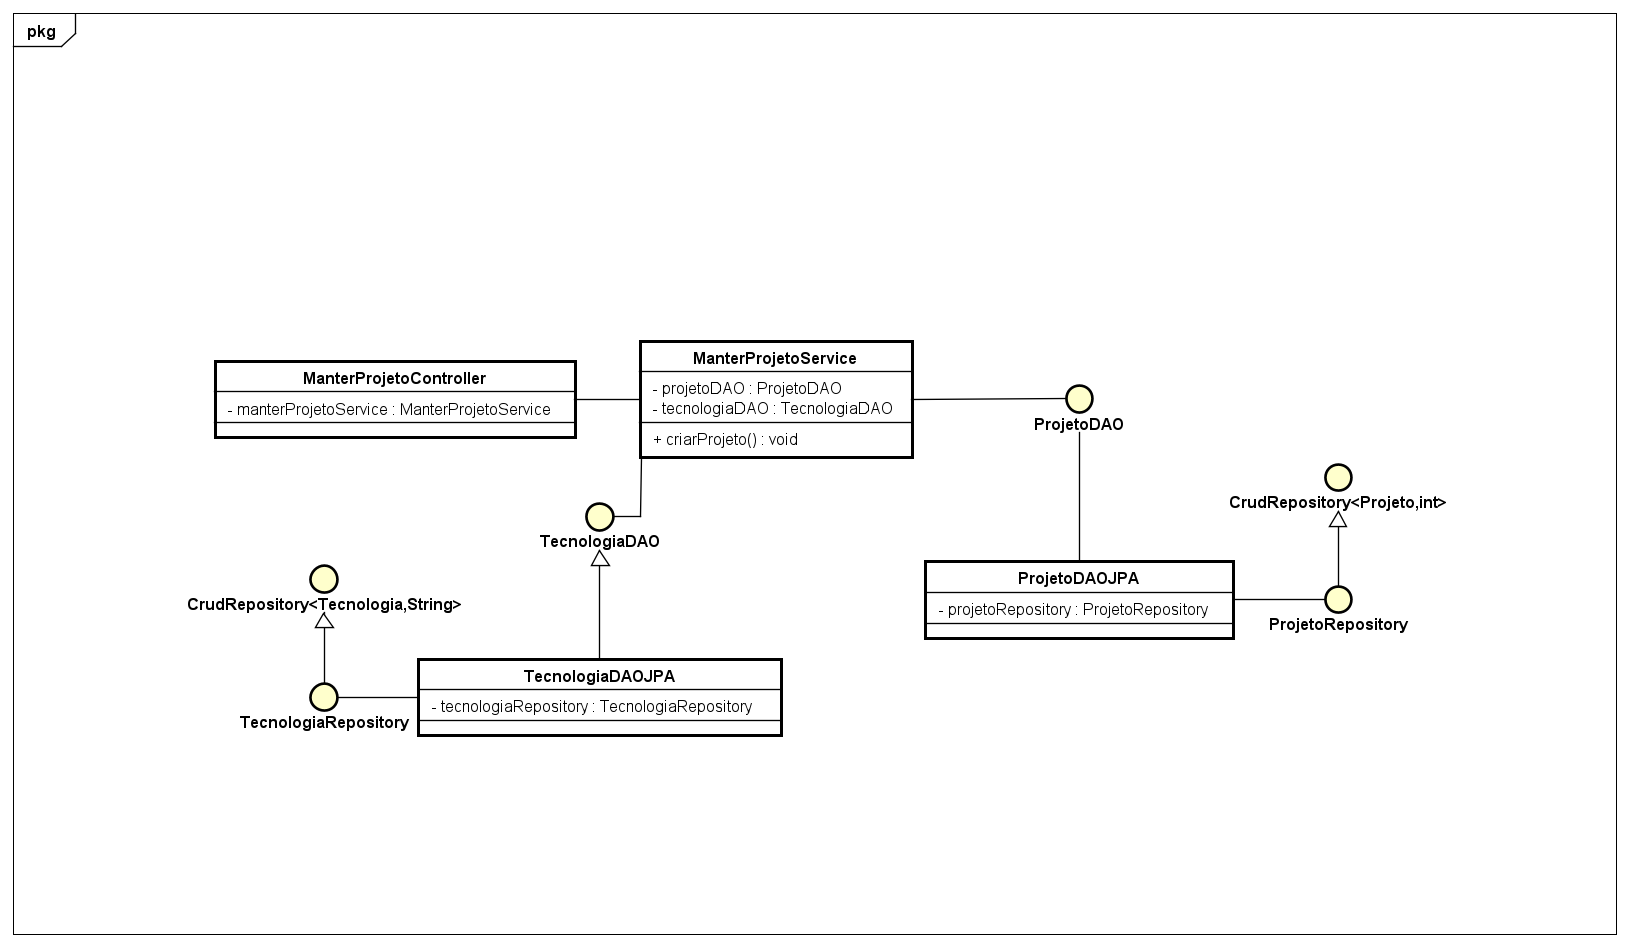 pkg
ManterProjetoController
- manterProjetoService : ManterProjetoService
ManterProjetoService
- projetoDAO : ProjetoDAO
- tecnologiaDAO : TecnologiaDAO
+ criarProjeto() : void
ProjetoDAO
CrudRepository<Projeto,int>
TecnologiaDAO
ProjetoDAOJPA
- projetoRepository : ProjetoRepository
ProjetoRepository
CrudRepository<Tecnologia,String>
TecnologiaDAOJPA
- tecnologiaRepository : TecnologiaRepository
TecnologiaRepository